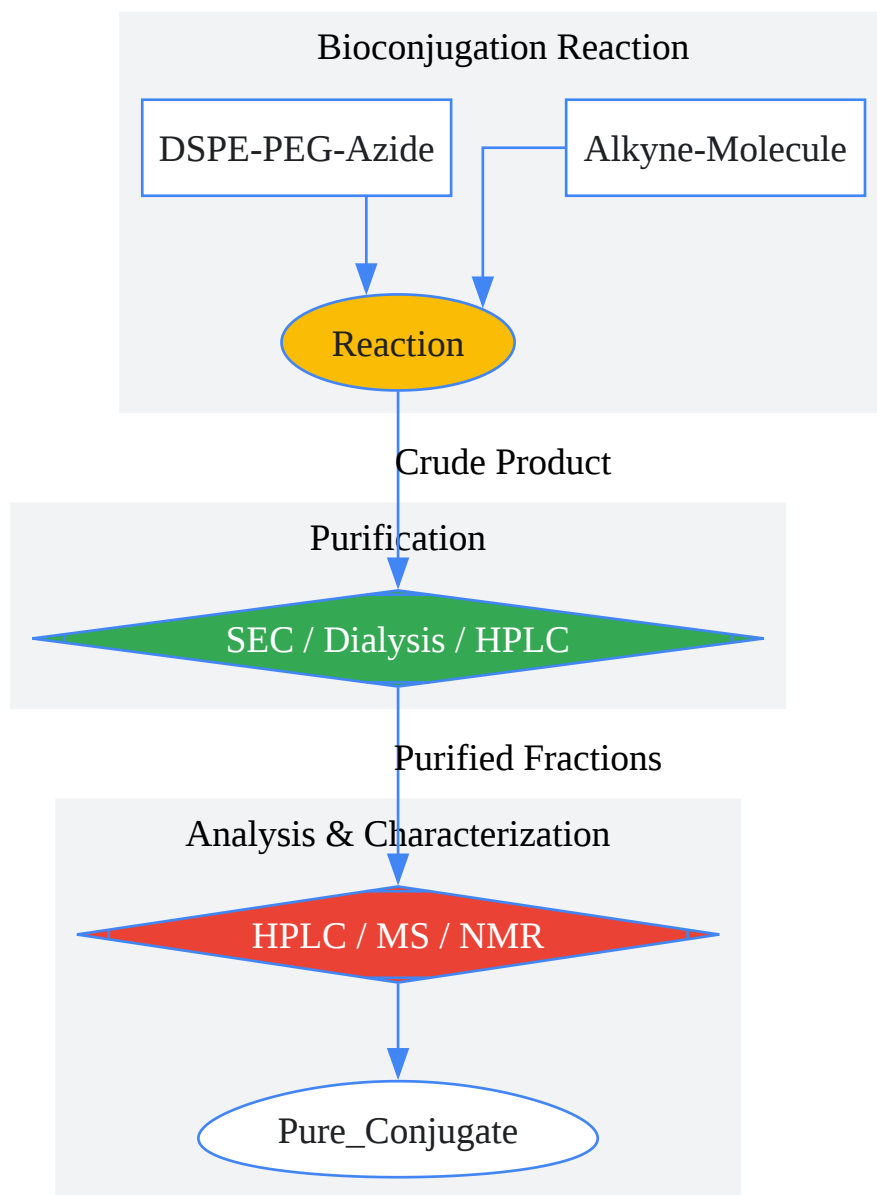 Bioconjugation Reaction
DSPE-PEG-Azide
Alkyne-Molecule
Reaction
Crude Product
Purification
SEC / Dialysis / HPLC
Purified Fractions
Analysis & Characterization
HPLC / MS / NMR
Pure_Conjugate